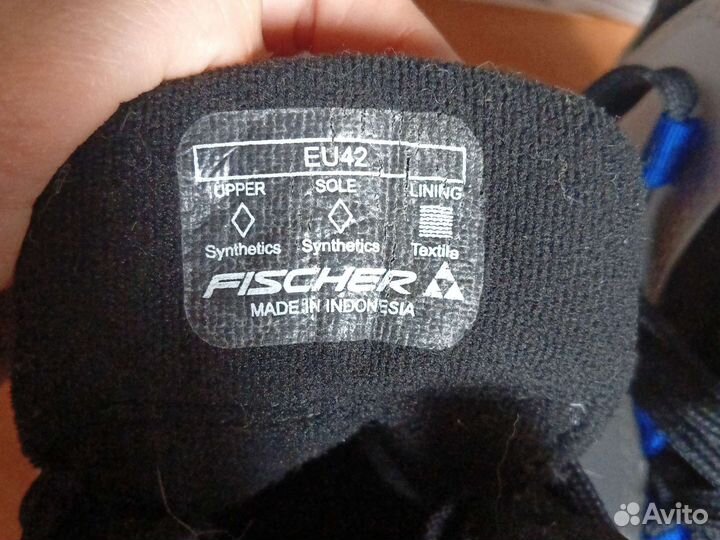 EU42
UPPER SOLE LINING
Synthetics Synthetics Textile
FISCHER
MADE IN INDONESIA
Avito